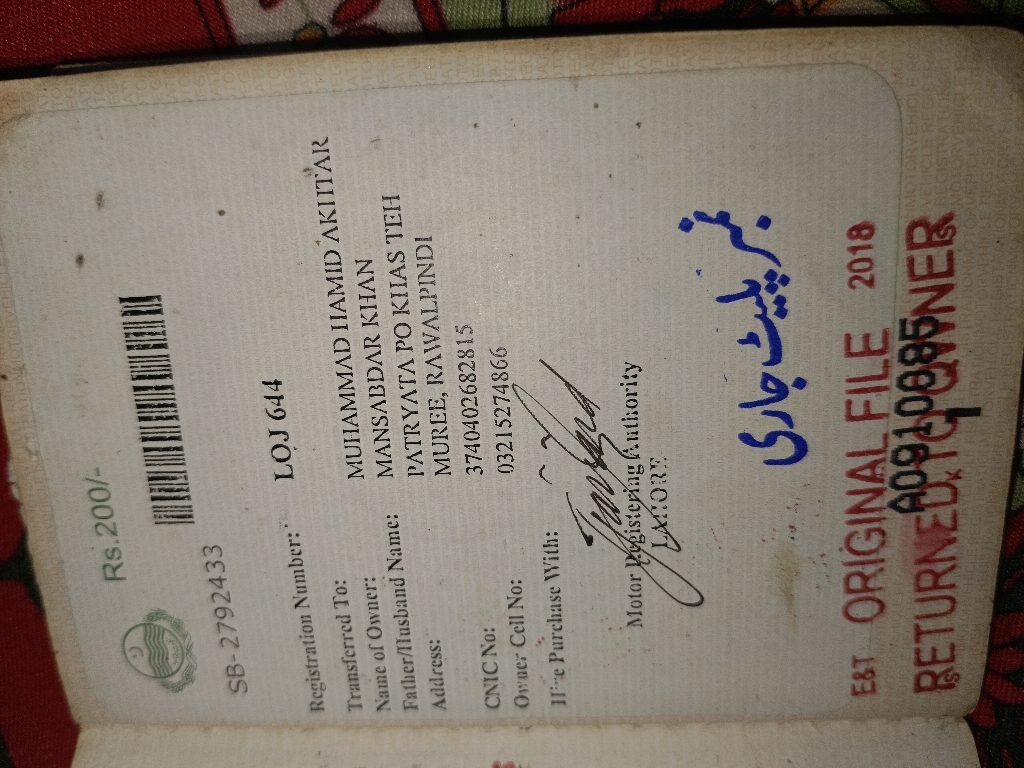 Rs.200/-
SB-2792433
Registration Number: LOJ 644
Transferred To:
Name of Owner: MUHAMMAD HAMID AKHTAR
Father/Husband Name: MANSABDAR KHAN
Address: PATRYATA PO KHAS TEH
MUREE, RAWALPINDI
CNIC No: 3740402682815
Owner Cell No: 03215274866
Hire Purchase With:
Motor Registering Authority
LAHORE
نمبر پلیٹ جاری
E&T ORIGINAL FILE 2018
A0910085
RETURNED TO OWNER
1